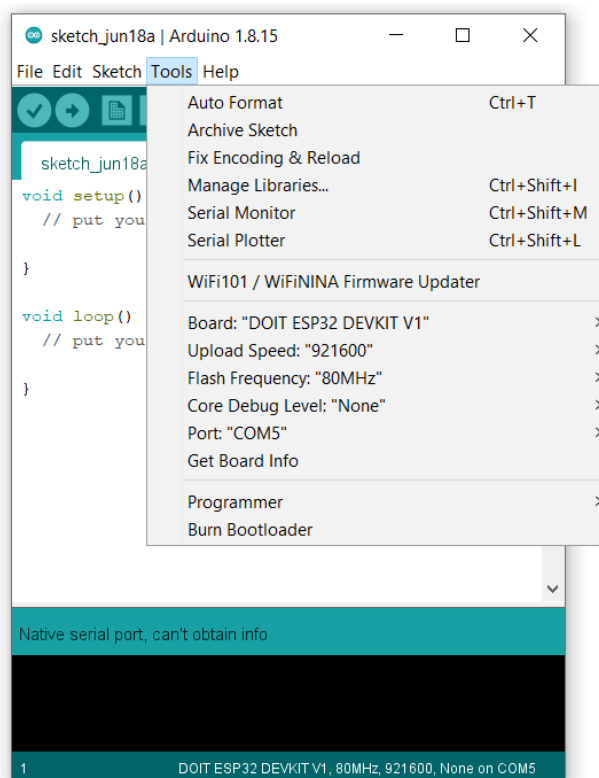 sketch_jun18a | Arduino 1.8.15
File Edit Sketch Tools Help
Auto Format Ctrl+T
Archive Sketch
Fix Encoding & Reload
Manage Libraries... Ctrl+Shift+I
Serial Monitor Ctrl+Shift+M
Serial Plotter Ctrl+Shift+L
WiFi101 / WiFiNINA Firmware Updater
Board: "DOIT ESP32 DEVKIT V1"
Upload Speed: "921600"
Flash Frequency: "80MHz"
Core Debug Level: "None"
Port: "COM5"
Get Board Info
Programmer
Burn Bootloader
sketch_jun18a
void setup()
// put you
}
void loop()
// put you
}
Native serial port, can't obtain info
1 DOIT ESP32 DEVKIT V1, 80MHz, 921600, None on COM5